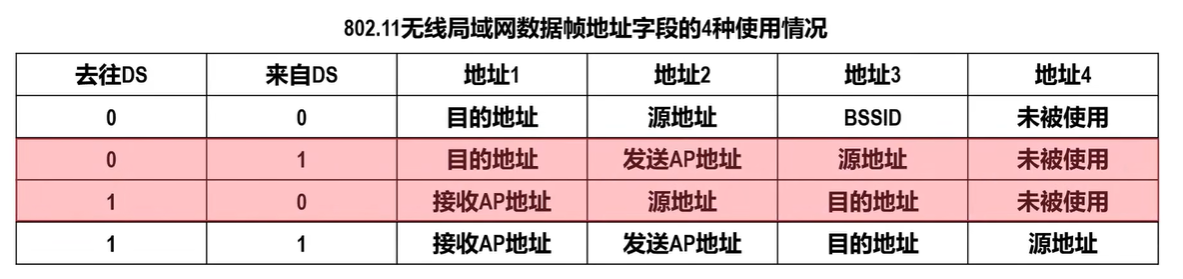 802.11无线局域网数据帧地址字段的4种使用情况
去往DS 来自DS 地址1 地址2 地址3 地址4
0 0 目的地址 源地址 BSSID 未被使用
0 1 目的地址 发送AP地址 源地址 未被使用
1 0 接收AP地址 源地址 目的地址 未被使用
1 1 接收AP地址 发送AP地址 目的地址 源地址